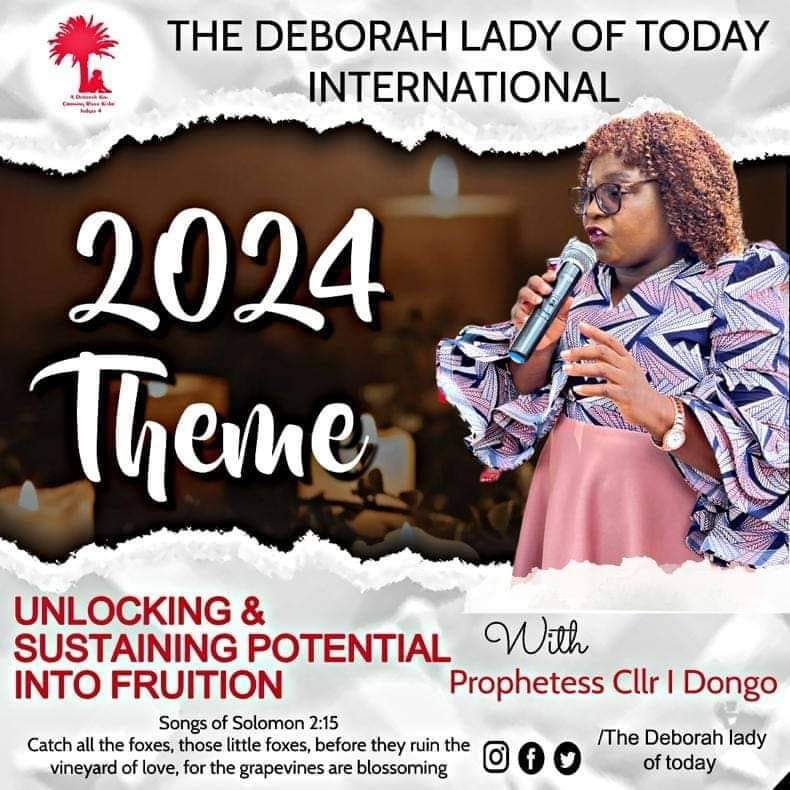 THE DEBORAH LADY OF TODAY
INTERNATIONAL
2024
Theme
UNLOCKING &
SUSTAINING POTENTIAL
INTO FRUITION
Songs of Solomon 2:15
Catch all the foxes, those little foxes, before they ruin the
vineyard of love, for the grapevines are blossoming
With
Prophetess Cllr I Dongo
/The Deborah lady
of today